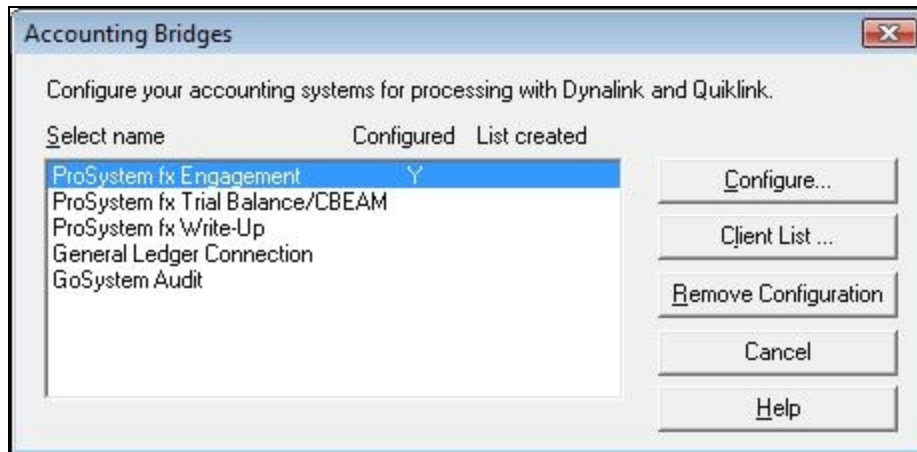 Accounting Bridges
Configure your accounting systems for processing with Dynalink and Quiklink.
Select name Configured List created
ProSystem fx Engagement Y
ProSystem fx Trial Balance/CBEAM
ProSystem fx Write-Up
General Ledger Connection
GoSystem Audit
Configure...
Client List ...
Remove Configuration
Cancel
Help